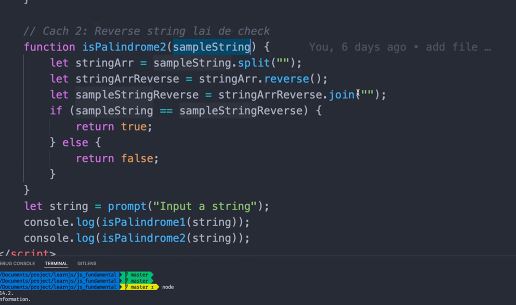 // Cach 2: Reverse string lai de check
function isPalindrome2(sampleString) { You, 6 days ago • add file …
let stringArr = sampleString.split("");
let stringArrReverse = stringArr.reverse();
let sampleStringReverse = stringArrReverse.join("");
if (sampleString == sampleStringReverse) {
return true;
} else {
return false;
}
}
let string = prompt("Input a string");
console.log(isPalindrome1(string));
console.log(isPalindrome2(string));
</script>
DEBUG CONSOLE TERMINAL GITLENS
/Documents/project/learnjs/js_fundamental master
/Documents/project/learnjs/js_fundamental master
/Documents/project/learnjs/js_fundamental master node
14.2.
nformation.